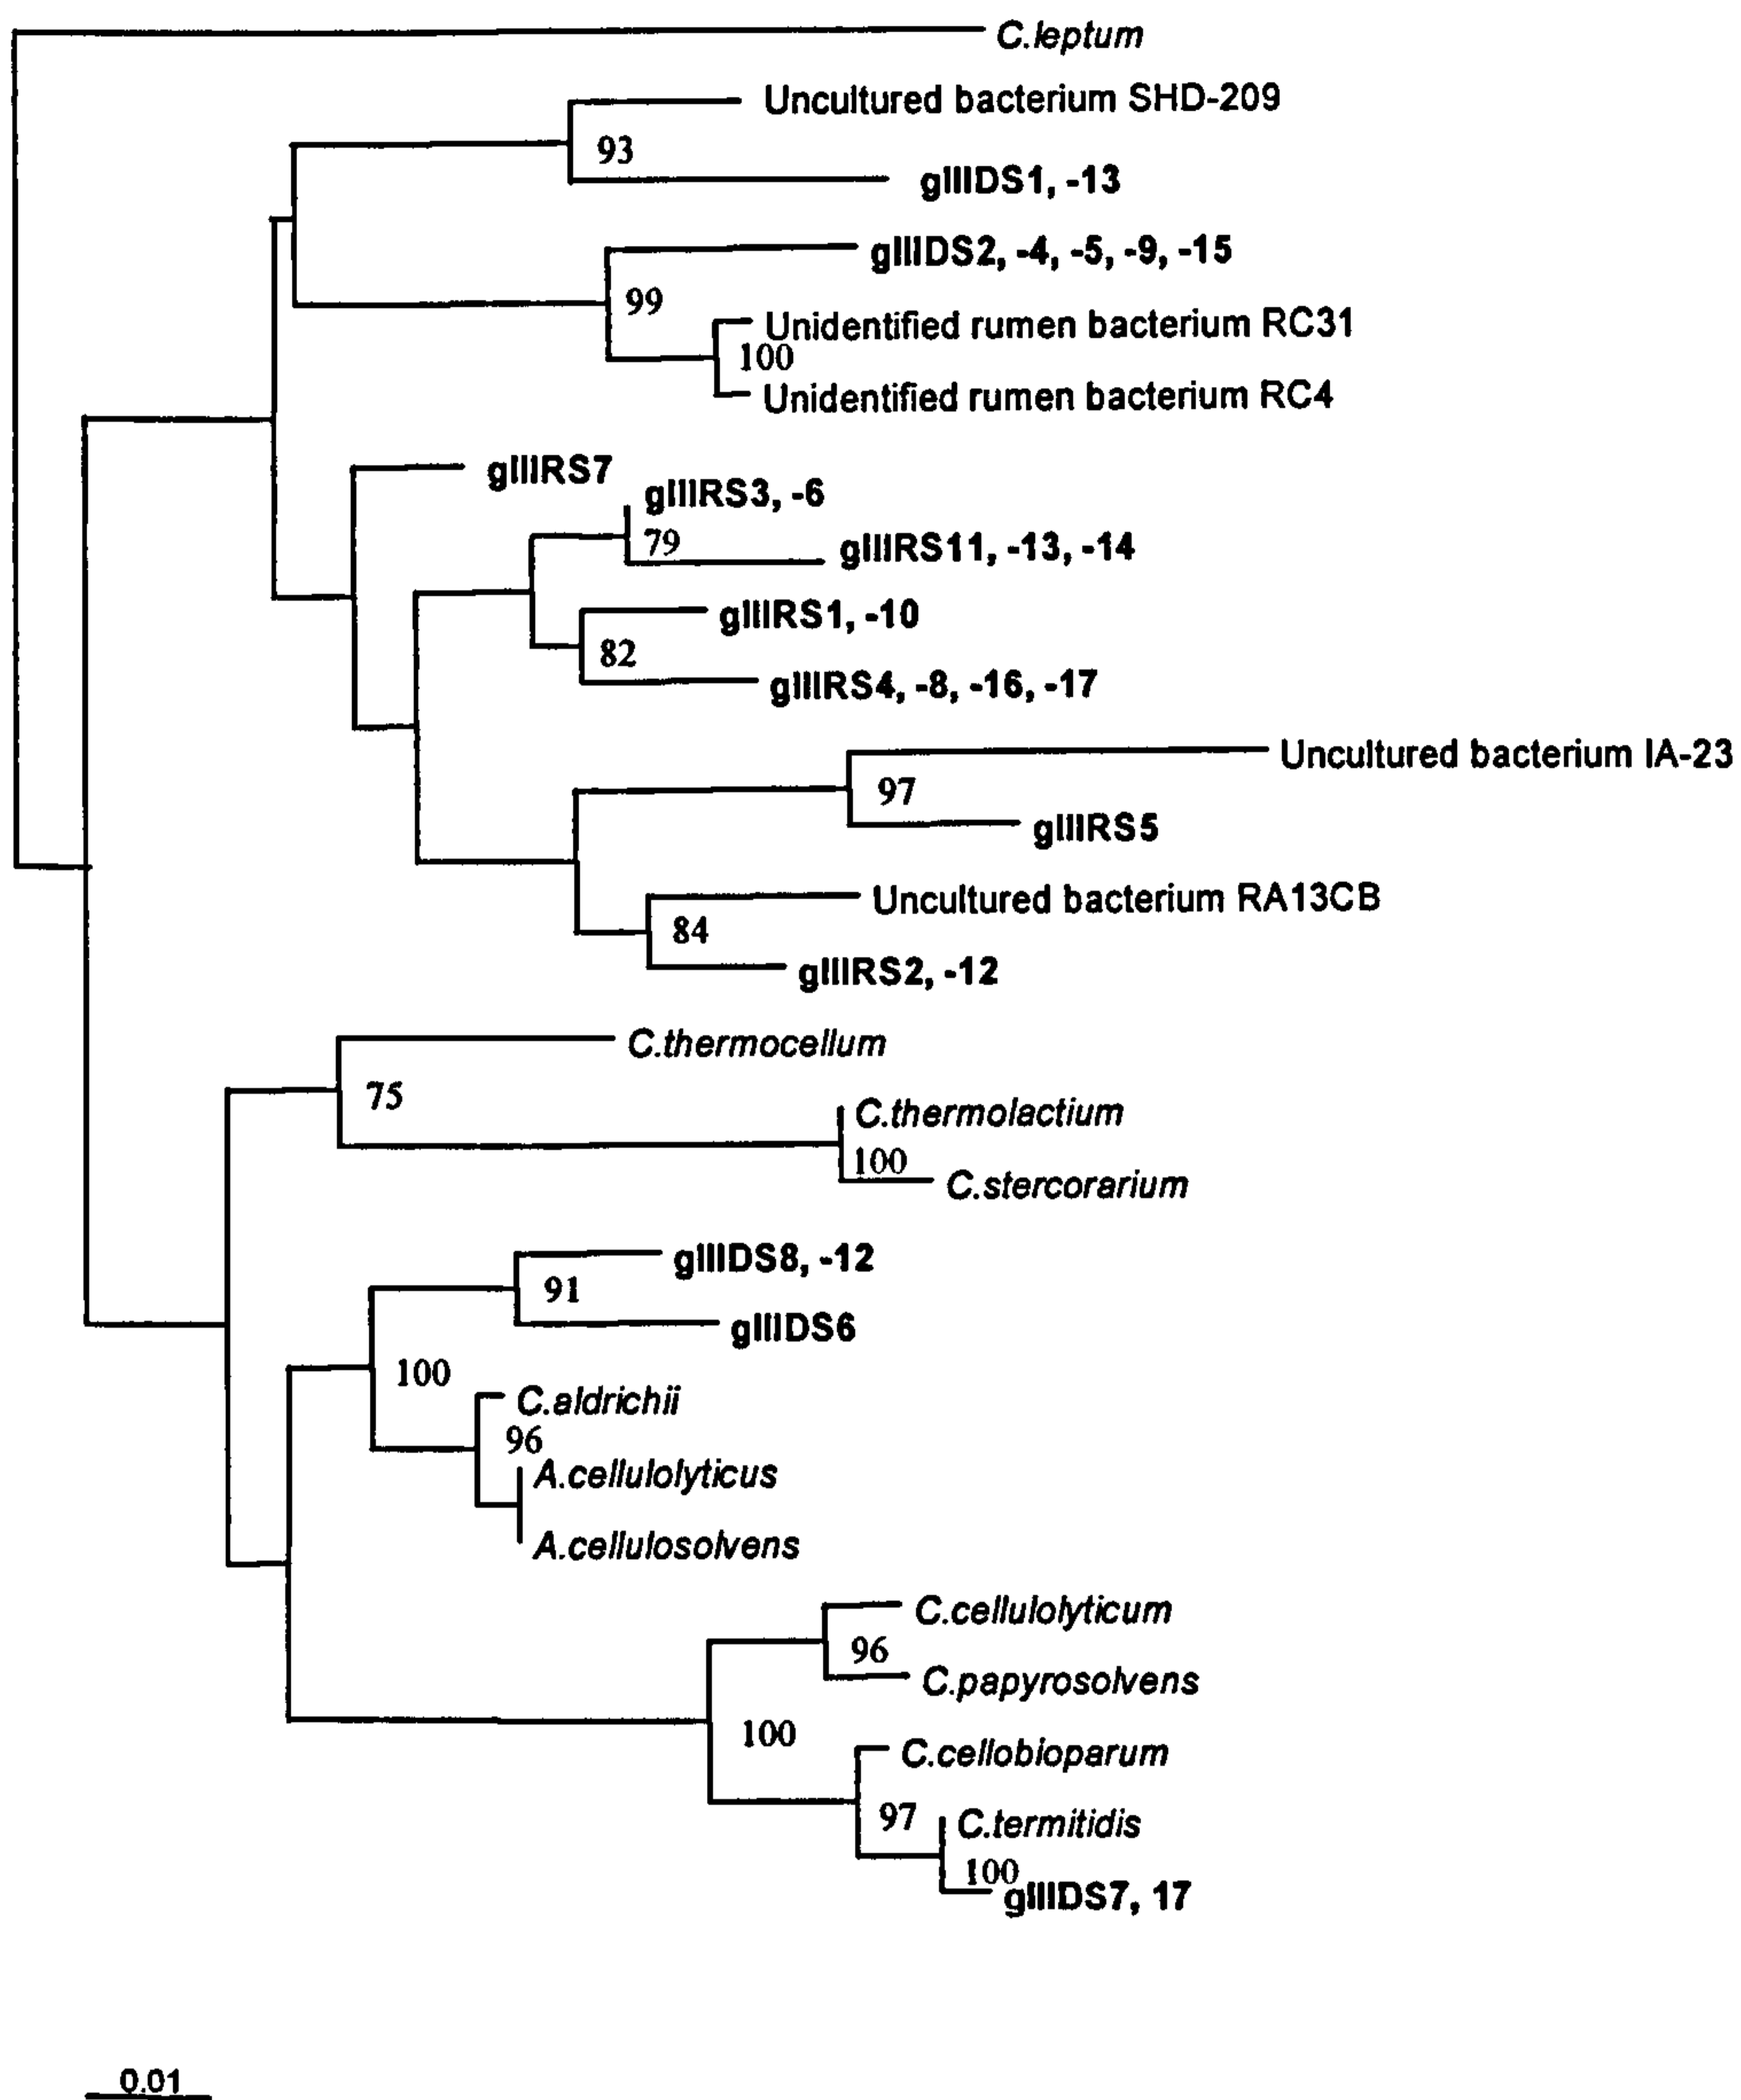 C.leptum
Uncultured bacterium SHD-209
93
gIIIDS1, -13
gIIIDS2, -4, -5, -9, -15
99
Unidentified rumen bacterium RC31
100
Unidentified rumen bacterium RC4
gIIIRS7
gIIIRS3, -6
79
gIIIRS11, -13, -14
gIIIRS1, -10
82
gIIIRS4, -8, -16, -17
Uncultured bacterium IA-23
97
gIIIRS5
Uncultured bacterium RA13CB
84
gIIIRS2, -12
C.thermocellum
75
C.thermolactium
100
C.stercorarium
gIIIDS8, -12
91
gIIIDS6
100
C.aldrichii
96
A.cellulolyticus
A.cellulosolvens
C.cellulolyticum
96
C.papyrosolvens
100
C.cellobioparum
97
C.termitidis
100
gIIIDS7, 17
0.01